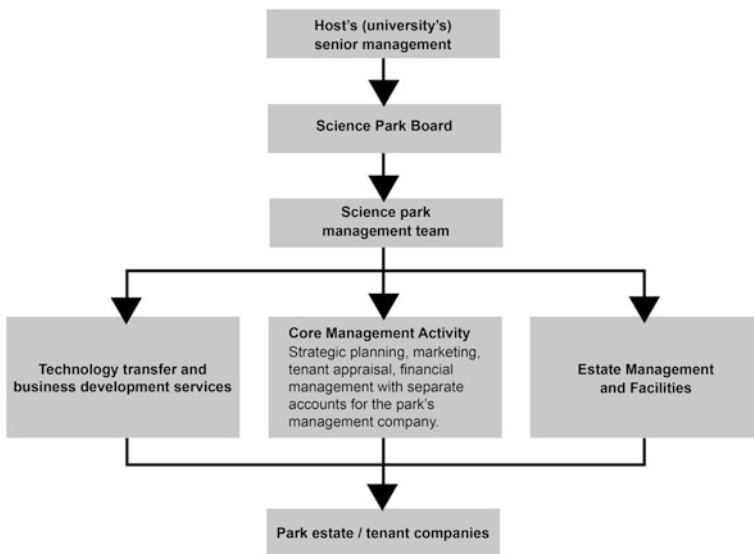 Host's (university's)
senior management
Science Park Board
Science park
management team
Technology transfer and
business development services
Core Management Activity
Strategic planning, marketing,
tenant appraisal, financial
management with separate
accounts for the park's
management company.
Estate Management
and Facilities
Park estate / tenant companies